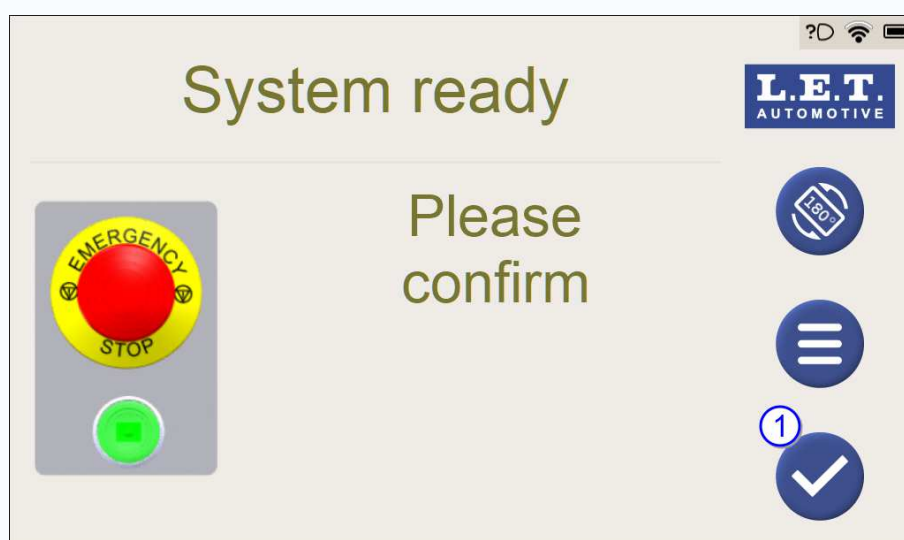 ?D
System ready
L.E.T.
AUTOMOTIVE
180°
Please
confirm
EMERGENCY
STOP
1